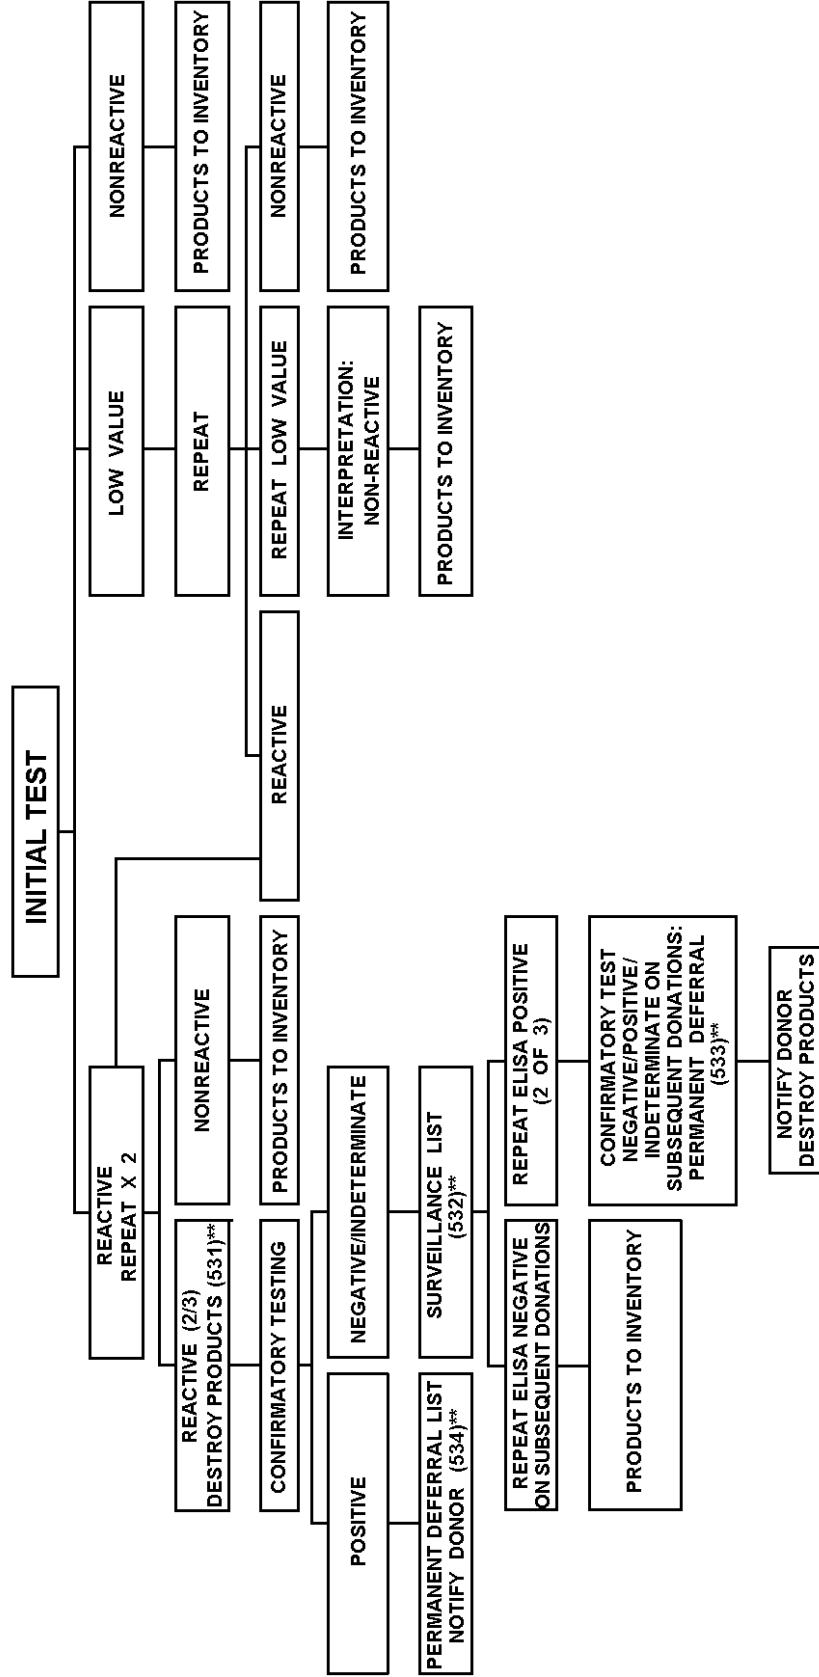 INITIAL TEST
REACTIVE
REPEAT X 2
LOW VALUE
NONREACTIVE
REACTIVE (2/3)
DESTROY PRODUCTS (531)**
NONREACTIVE
REPEAT
PRODUCTS TO INVENTORY
CONFIRMATORY TESTING
PRODUCTS TO INVENTORY
REACTIVE
REPEAT LOW VALUE
NONREACTIVE
POSITIVE
NEGATIVE/INDETERMINATE
INTERPRETATION:
NON-REACTIVE
PRODUCTS TO INVENTORY
PERMANENT DEFERRAL LIST
NOTIFY DONOR (534)**
SURVEILLANCE LIST
(532)**
PRODUCTS TO INVENTORY
REPEAT ELISA NEGATIVE
ON SUBSEQUENT DONATIONS
REPEAT ELISA POSITIVE
(2 OF 3)
PRODUCTS TO INVENTORY
CONFIRMATORY TEST
NEGATIVE/POSITIVE/
INDETERMINATE ON
SUBSEQUENT DONATIONS:
PERMANENT DEFERRAL
(533)**
NOTIFY DONOR
DESTROY PRODUCTS